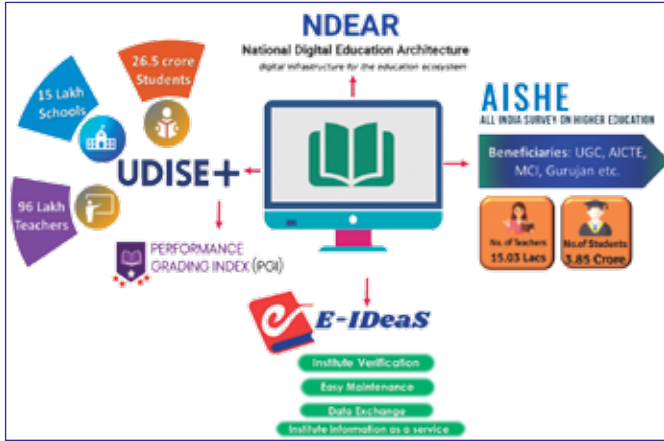 NDEAR
National Digital Education Architecture
digital infrastructure for the education ecosystem
26.5 crore
Students
15 Lakh
Schools
96 Lakh
Teachers
UDISE+
PERFORMANCE
GRADING INDEX (PGI)
AISHE
ALL INDIA SURVEY ON HIGHER EDUCATION
Beneficiaries: UGC, AICTE,
MCI, Gurujan etc.
No. of Teachers
15.03 Lacs
No.of Students
3.85 Crore
E-IDeaS
Institute Verification
Easy Maintenance
Data Exchange
Institute Information as a service